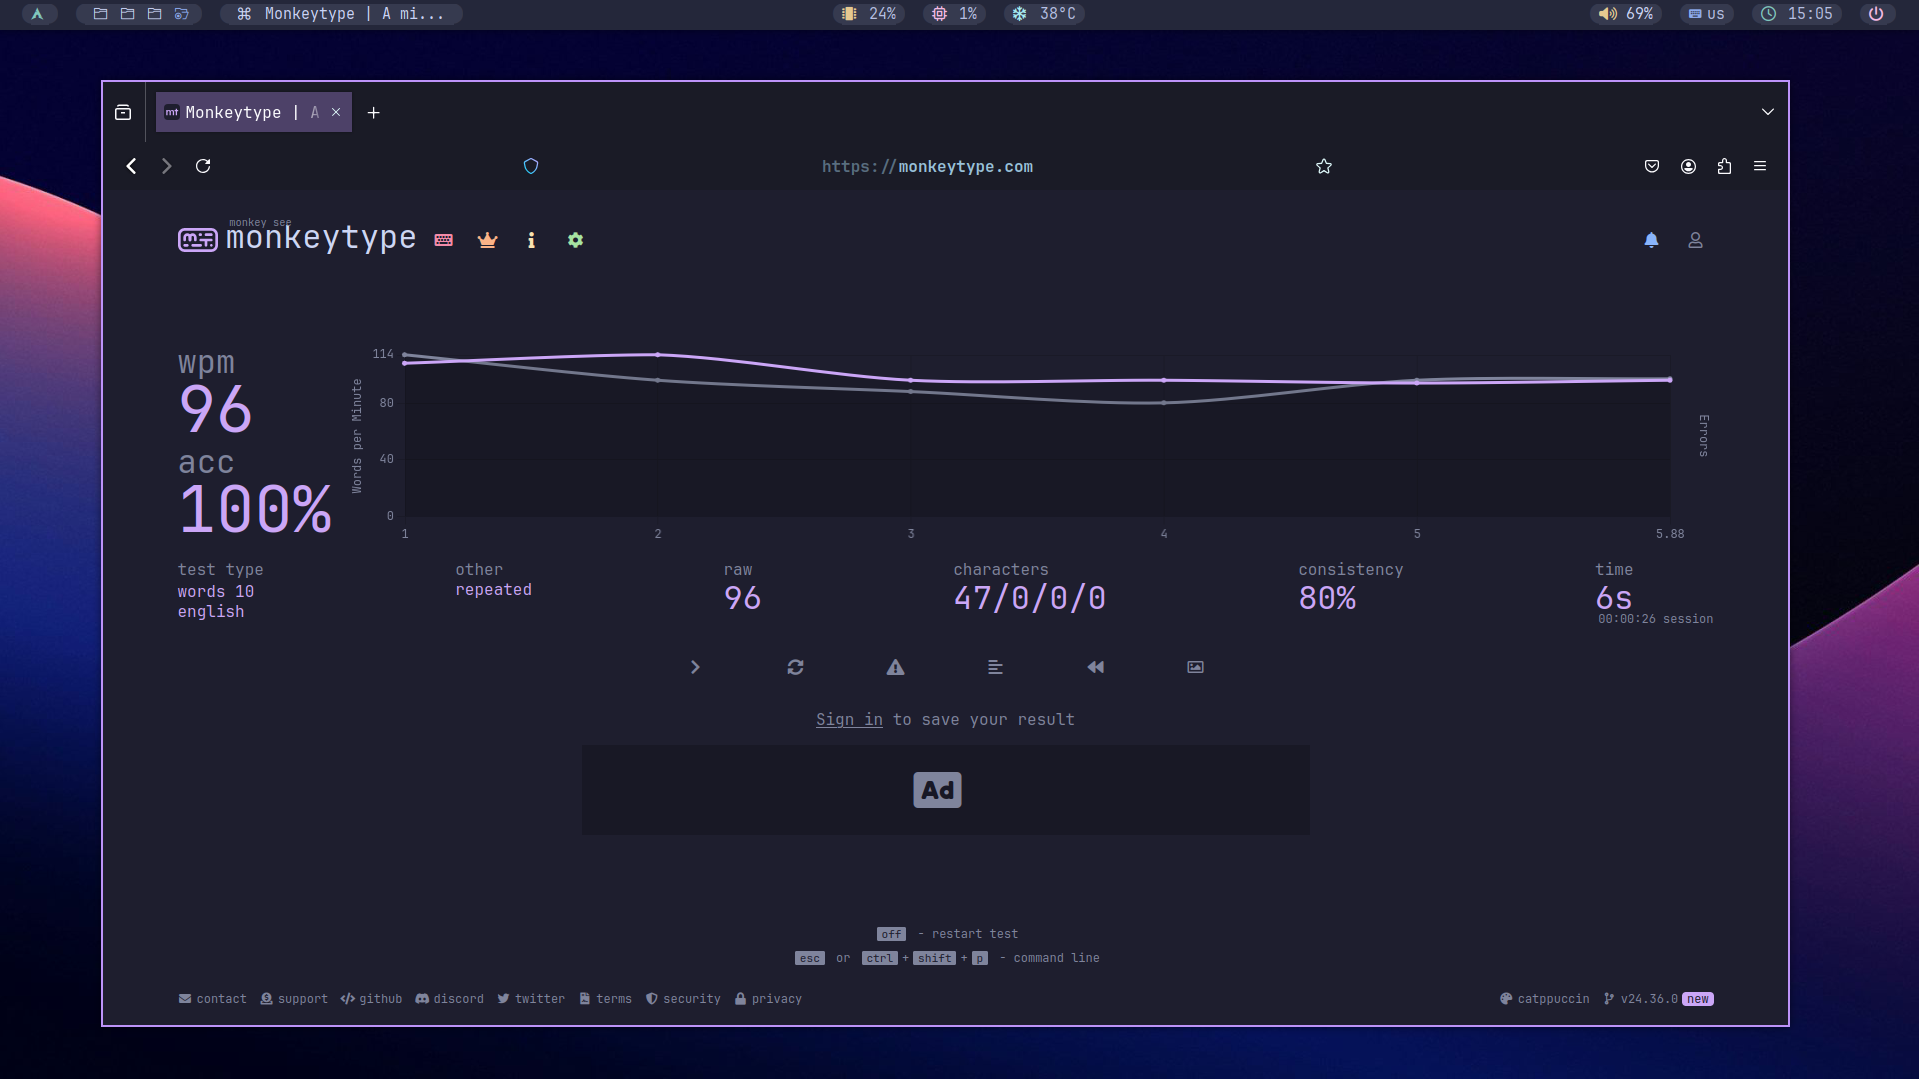 Monkeytype | A mi...
24%
1%
38°C
69%
us
15:05
mt Monkeytype | A
https://monkeytype.com
monkey see
monkeytype
wpm
96
acc
100%
Words per Minute
114
80
40
0
1 2 3 4 5 5.88
Errors
test type
words 10
english
other
repeated
raw
96
characters
47/0/0/0
consistency
80%
time
6s
00:00:26 session
Sign in to save your result
Ad
off - restart test
esc or ctrl + shift + p - command line
contact support github discord twitter terms security privacy
catppuccin v24.36.0 new